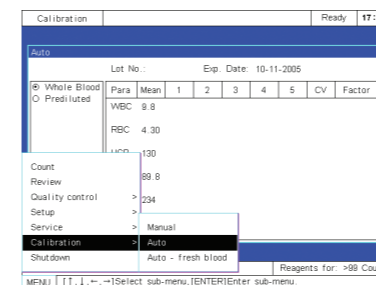 Calibration Ready 17:
Auto
Lot No.: Exp. Date: 10-11-2005
Whole Blood
Prediluted
Para Mean 1 2 3 4 5 CV Factor
WBC 9.8
RBC 4.30
HGB 130
89.8
234
Count
Review
Quality control >
Setup >
Service >
Calibration >
Shutdown
Manual
Auto
Auto - fresh blood
Reagents for: >99 Cou
MENU [↑,↓,←,→]Select sub-menu,[ENTER]Enter sub-menu.